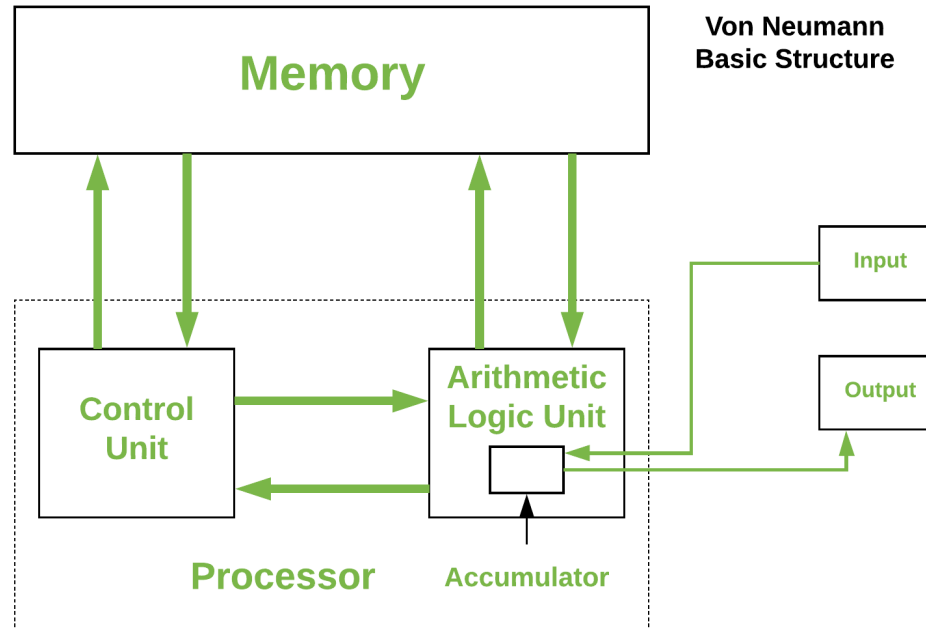 Von Neumann
Basic Structure
Memory
Input
Output
Control
Unit
Arithmetic
Logic Unit
Processor
Accumulator